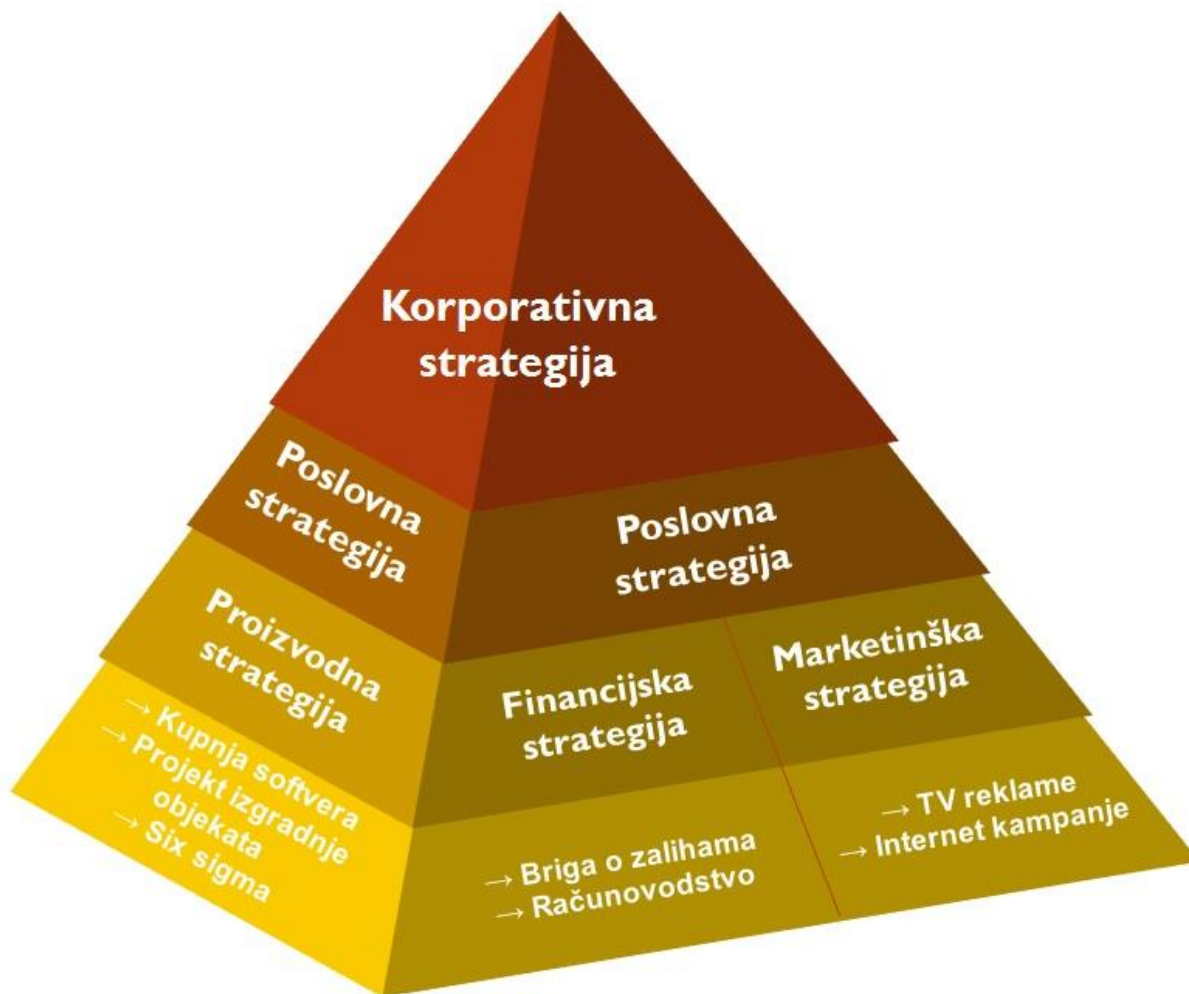 Korporativna
strategija
Poslovna
strategija
Poslovna
strategija
Proizvodna
strategija
Financijska
strategija
Marketinška
strategija
→ Kupnja softvera
→ Projekt izgradnje
objekata
→ Six sigma
→ Briga o zalihama
→ Računovodstvo
→ TV reklame
→ Internet kampanje